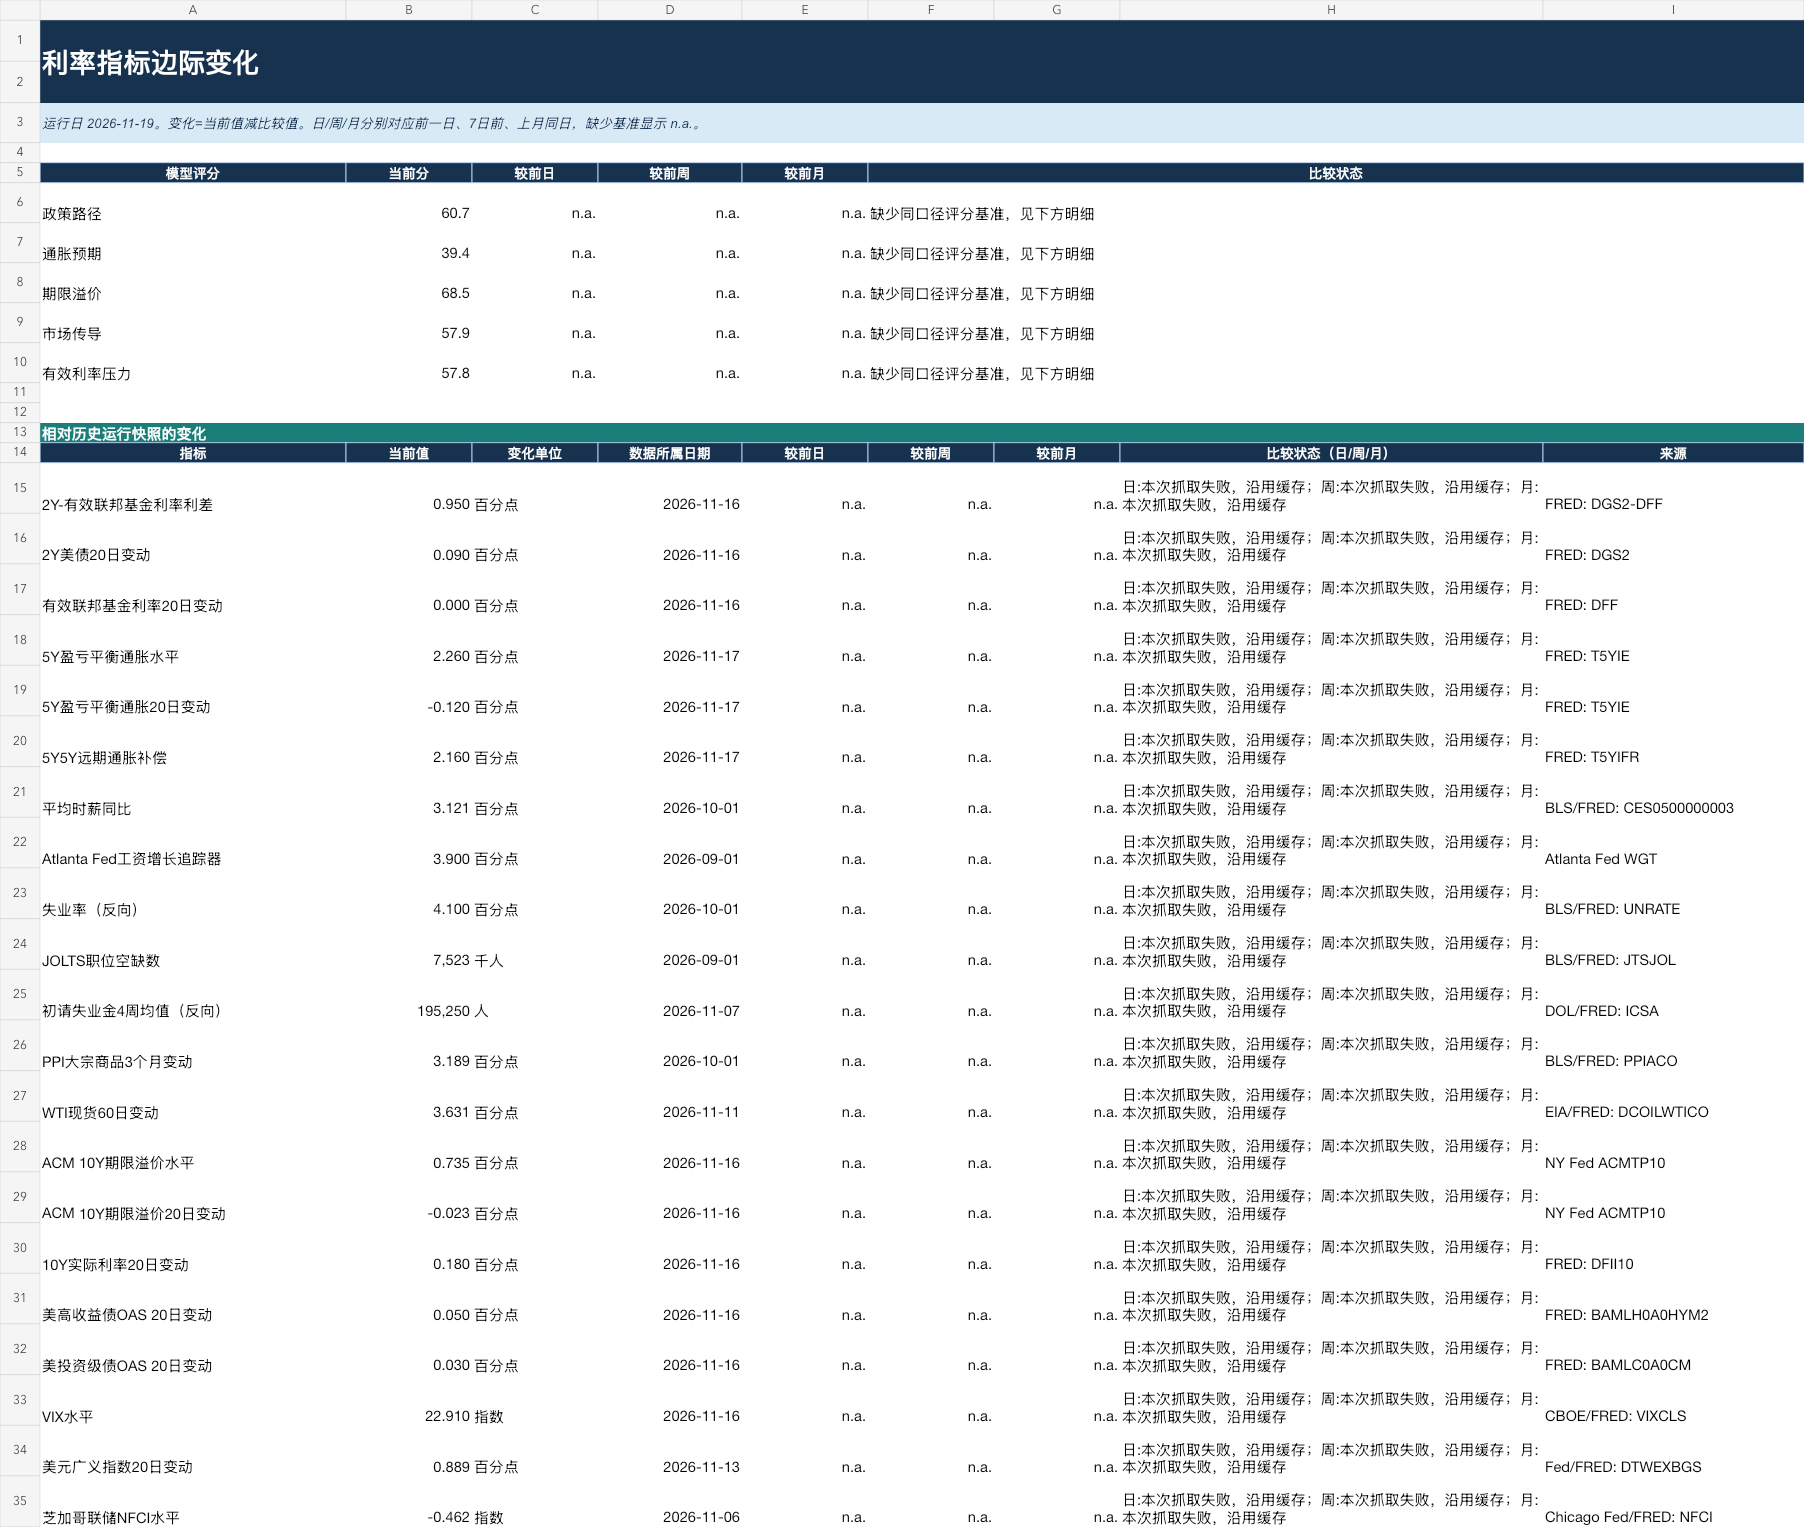 A B C D E F G H I
1 利率指标边际变化
2
3 运行日 2026-11-19。变化=当前值减比较值。日/周/月分别对应前一日、7日前、上月同日，缺少基准显示 n.a.。
4
5 模型评分 当前分 较前日 较前周 较前月 比较状态
6 政策路径 60.7 n.a. n.a. n.a. 缺少同口径评分基准，见下方明细
7 通胀预期 39.4 n.a. n.a. n.a. 缺少同口径评分基准，见下方明细
8 期限溢价 68.5 n.a. n.a. n.a. 缺少同口径评分基准，见下方明细
9 市场传导 57.9 n.a. n.a. n.a. 缺少同口径评分基准，见下方明细
10 有效利率压力 57.8 n.a. n.a. n.a. 缺少同口径评分基准，见下方明细
11
12
13 相对历史运行快照的变化
14 指标 当前值 变化单位 数据所属日期 较前日 较前周 较前月 比较状态（日/周/月） 来源
15 2Y-有效联邦基金利率利差 0.950 百分点 2026-11-16 n.a. n.a. n.a. 日:本次抓取失败，沿用缓存；周:本次抓取失败，沿用缓存；月:
本次抓取失败，沿用缓存 FRED: DGS2-DFF
16 2Y美债20日变动 0.090 百分点 2026-11-16 n.a. n.a. n.a. 日:本次抓取失败，沿用缓存；周:本次抓取失败，沿用缓存；月:
本次抓取失败，沿用缓存 FRED: DGS2
17 有效联邦基金利率20日变动 0.000 百分点 2026-11-16 n.a. n.a. n.a. 日:本次抓取失败，沿用缓存；周:本次抓取失败，沿用缓存；月:
本次抓取失败，沿用缓存 FRED: DFF
18 5Y盈亏平衡通胀水平 2.260 百分点 2026-11-17 n.a. n.a. n.a. 日:本次抓取失败，沿用缓存；周:本次抓取失败，沿用缓存；月:
本次抓取失败，沿用缓存 FRED: T5YIE
19 5Y盈亏平衡通胀20日变动 -0.120 百分点 2026-11-17 n.a. n.a. n.a. 日:本次抓取失败，沿用缓存；周:本次抓取失败，沿用缓存；月:
本次抓取失败，沿用缓存 FRED: T5YIE
20 5Y5Y远期通胀补偿 2.160 百分点 2026-11-17 n.a. n.a. n.a. 日:本次抓取失败，沿用缓存；周:本次抓取失败，沿用缓存；月:
本次抓取失败，沿用缓存 FRED: T5YIFR
21 平均时薪同比 3.121 百分点 2026-10-01 n.a. n.a. n.a. 日:本次抓取失败，沿用缓存；周:本次抓取失败，沿用缓存；月:
本次抓取失败，沿用缓存 BLS/FRED: CES0500000003
22 Atlanta Fed工资增长追踪器 3.900 百分点 2026-09-01 n.a. n.a. n.a. 日:本次抓取失败，沿用缓存；周:本次抓取失败，沿用缓存；月:
本次抓取失败，沿用缓存 Atlanta Fed WGT
23 失业率（反向） 4.100 百分点 2026-10-01 n.a. n.a. n.a. 日:本次抓取失败，沿用缓存；周:本次抓取失败，沿用缓存；月:
本次抓取失败，沿用缓存 BLS/FRED: UNRATE
24 JOLTS职位空缺数 7,523 千人 2026-09-01 n.a. n.a. n.a. 日:本次抓取失败，沿用缓存；周:本次抓取失败，沿用缓存；月:
本次抓取失败，沿用缓存 BLS/FRED: JTSJOL
25 初请失业金4周均值（反向） 195,250 人 2026-11-07 n.a. n.a. n.a. 日:本次抓取失败，沿用缓存；周:本次抓取失败，沿用缓存；月:
本次抓取失败，沿用缓存 DOL/FRED: ICSA
26 PPI大宗商品3个月变动 3.189 百分点 2026-10-01 n.a. n.a. n.a. 日:本次抓取失败，沿用缓存；周:本次抓取失败，沿用缓存；月:
本次抓取失败，沿用缓存 BLS/FRED: PPIACO
27 WTI现货60日变动 3.631 百分点 2026-11-11 n.a. n.a. n.a. 日:本次抓取失败，沿用缓存；周:本次抓取失败，沿用缓存；月:
本次抓取失败，沿用缓存 EIA/FRED: DCOILWTICO
28 ACM 10Y期限溢价水平 0.735 百分点 2026-11-16 n.a. n.a. n.a. 日:本次抓取失败，沿用缓存；周:本次抓取失败，沿用缓存；月:
本次抓取失败，沿用缓存 NY Fed ACMTP10
29 ACM 10Y期限溢价20日变动 -0.023 百分点 2026-11-16 n.a. n.a. n.a. 日:本次抓取失败，沿用缓存；周:本次抓取失败，沿用缓存；月:
本次抓取失败，沿用缓存 NY Fed ACMTP10
30 10Y实际利率20日变动 0.180 百分点 2026-11-16 n.a. n.a. n.a. 日:本次抓取失败，沿用缓存；周:本次抓取失败，沿用缓存；月:
本次抓取失败，沿用缓存 FRED: DFII10
31 美高收益债OAS 20日变动 0.050 百分点 2026-11-16 n.a. n.a. n.a. 日:本次抓取失败，沿用缓存；周:本次抓取失败，沿用缓存；月:
本次抓取失败，沿用缓存 FRED: BAMLH0A0HYM2
32 美投资级债OAS 20日变动 0.030 百分点 2026-11-16 n.a. n.a. n.a. 日:本次抓取失败，沿用缓存；周:本次抓取失败，沿用缓存；月:
本次抓取失败，沿用缓存 FRED: BAMLC0A0CM
33 VIX水平 22.910 指数 2026-11-16 n.a. n.a. n.a. 日:本次抓取失败，沿用缓存；周:本次抓取失败，沿用缓存；月:
本次抓取失败，沿用缓存 CBOE/FRED: VIXCLS
34 美元广义指数20日变动 0.889 百分点 2026-11-13 n.a. n.a. n.a. 日:本次抓取失败，沿用缓存；周:本次抓取失败，沿用缓存；月:
本次抓取失败，沿用缓存 Fed/FRED: DTWEXBGS
35 芝加哥联储NFCI水平 -0.462 指数 2026-11-06 n.a. n.a. n.a. 日:本次抓取失败，沿用缓存；周:本次抓取失败，沿用缓存；月:
本次抓取失败，沿用缓存 Chicago Fed/FRED: NFCI